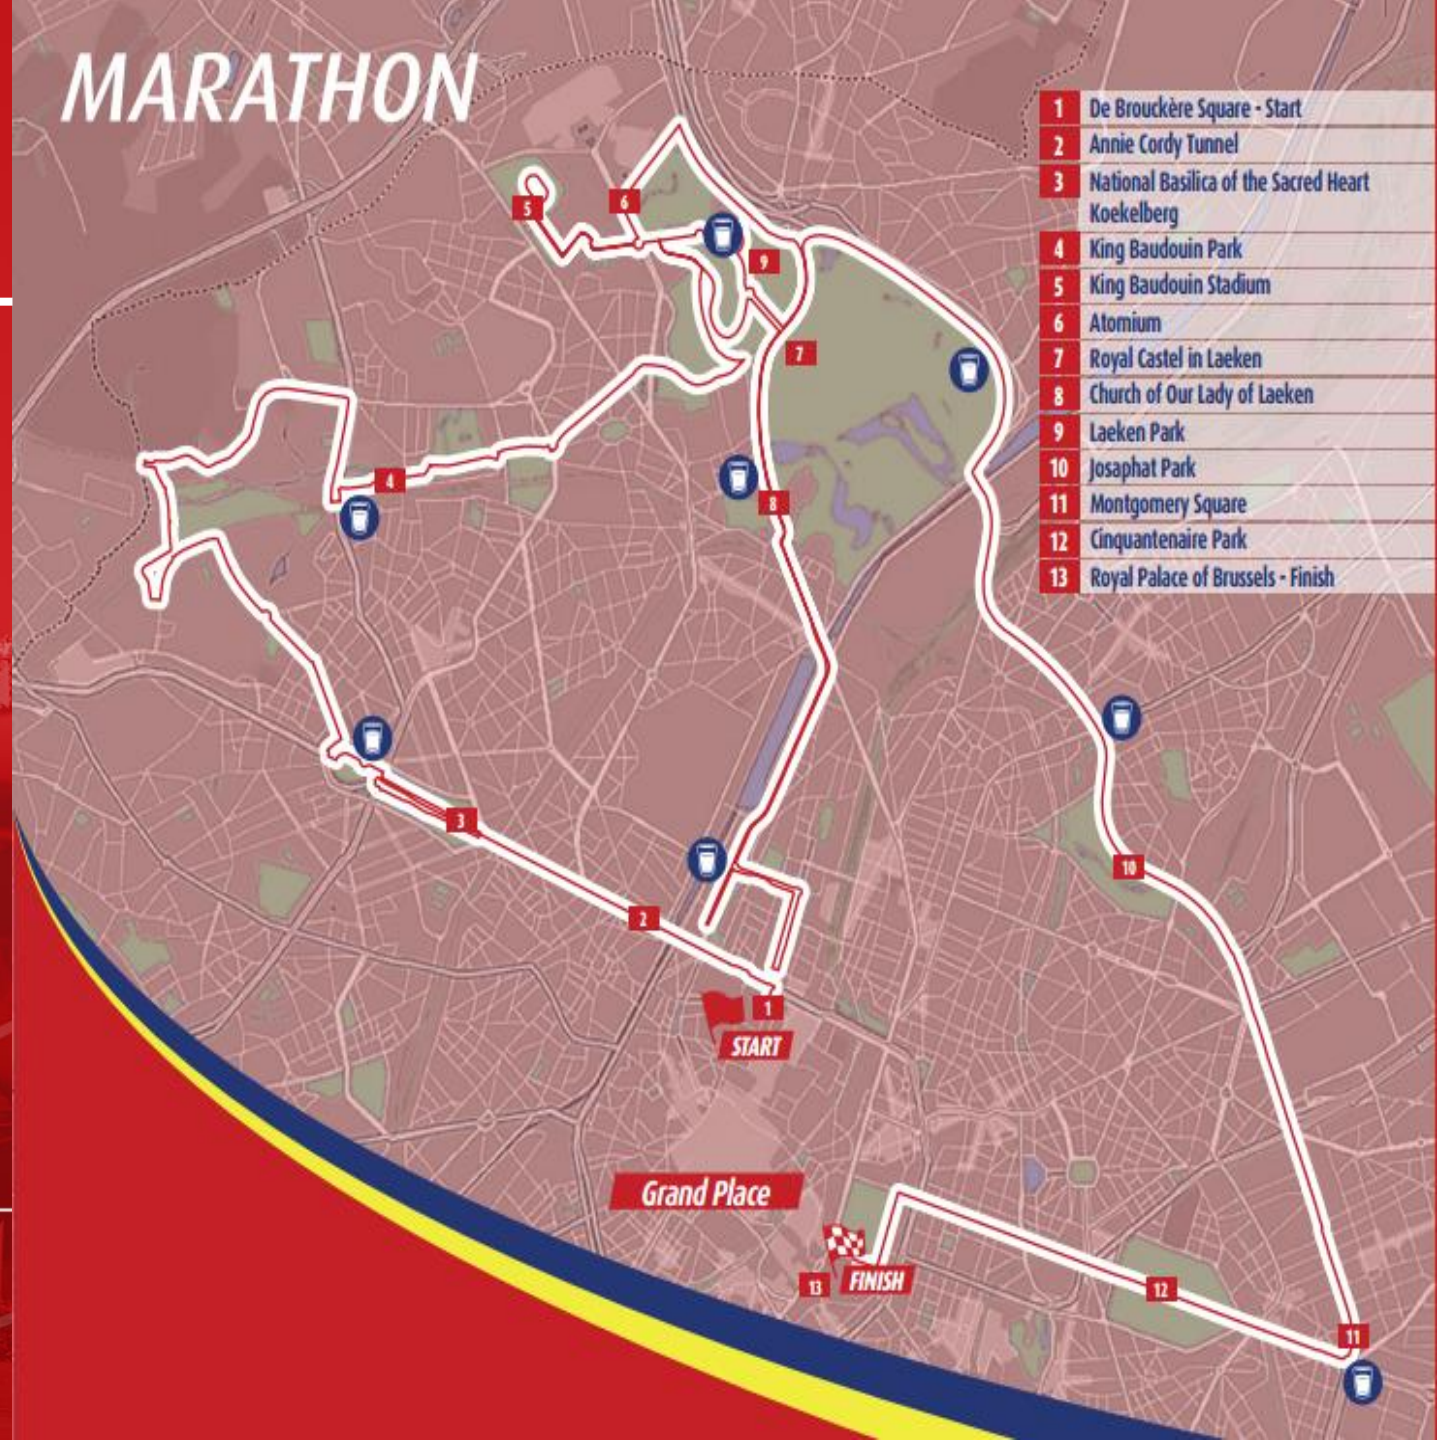 MARATHON
1 De Brouckère Square - Start
2 Annie Cordy Tunnel
3 National Basilica of the Sacred Heart
Koekelberg
4 King Baudouin Park
5 King Baudouin Stadium
6 Atomium
7 Royal Castel in Laeken
8 Church of Our Lady of Laeken
9 Laeken Park
10 Josaphat Park
11 Montgomery Square
12 Cinquantenaire Park
13 Royal Palace of Brussels - Finish
5
6
9
7
4
8
3
10
2
1
START
Grand Place
13
FINISH
12
11